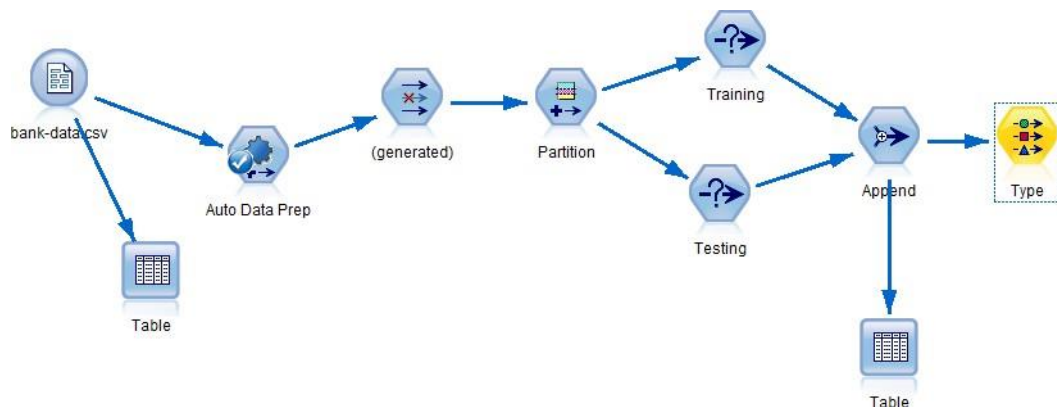 bank-data.csv
Auto Data Prep
Table
(generated)
Partition
Training
Testing
Append
Type
Table